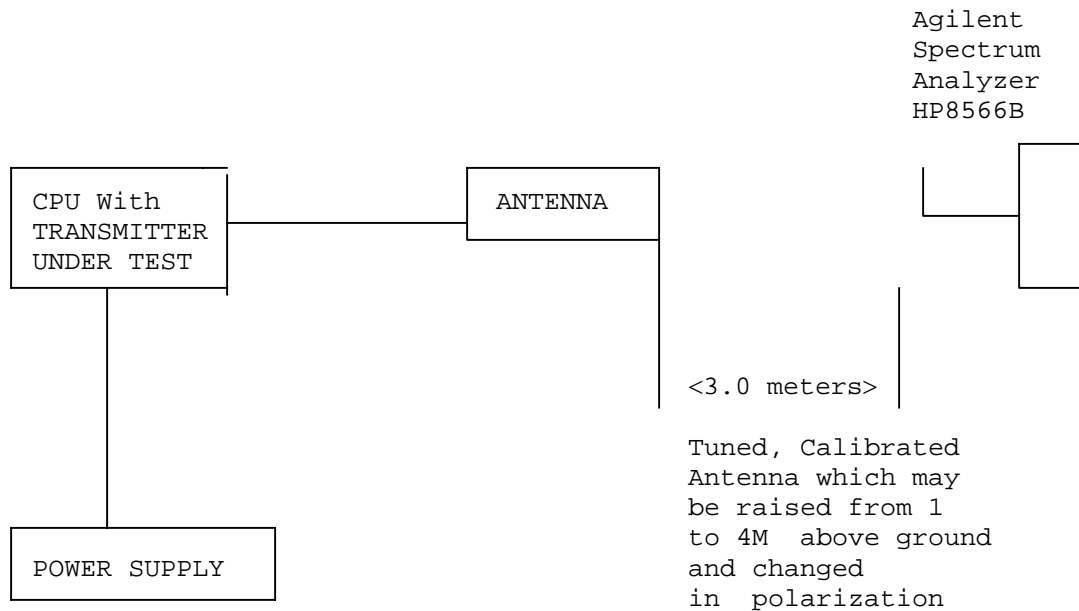 Agilent
Spectrum
Analyzer
HP8566B
CPU With
TRANSMITTER
UNDER TEST
ANTENNA
<3.0 meters>
Tuned, Calibrated
Antenna which may
be raised from 1
to 4M above ground
and changed
in polarization
POWER SUPPLY